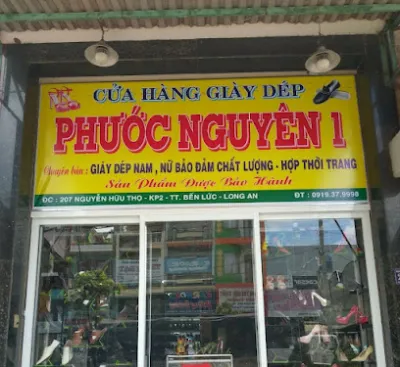 CỬA HÀNG GIÀY DÉP
PHƯỚC NGUYÊN 1
Chuyên bán : GIÀY DÉP NAM , NỮ BẢO ĐẢM CHẤT LƯỢNG - HỢP THỜI TRANG
Sản Phẩm Được Bảo Hành
ĐC : 207 NGUYỄN HỮU THỌ - KP2 - TT. BẾN LỨC - LONG AN ĐT : 0919.37.9998